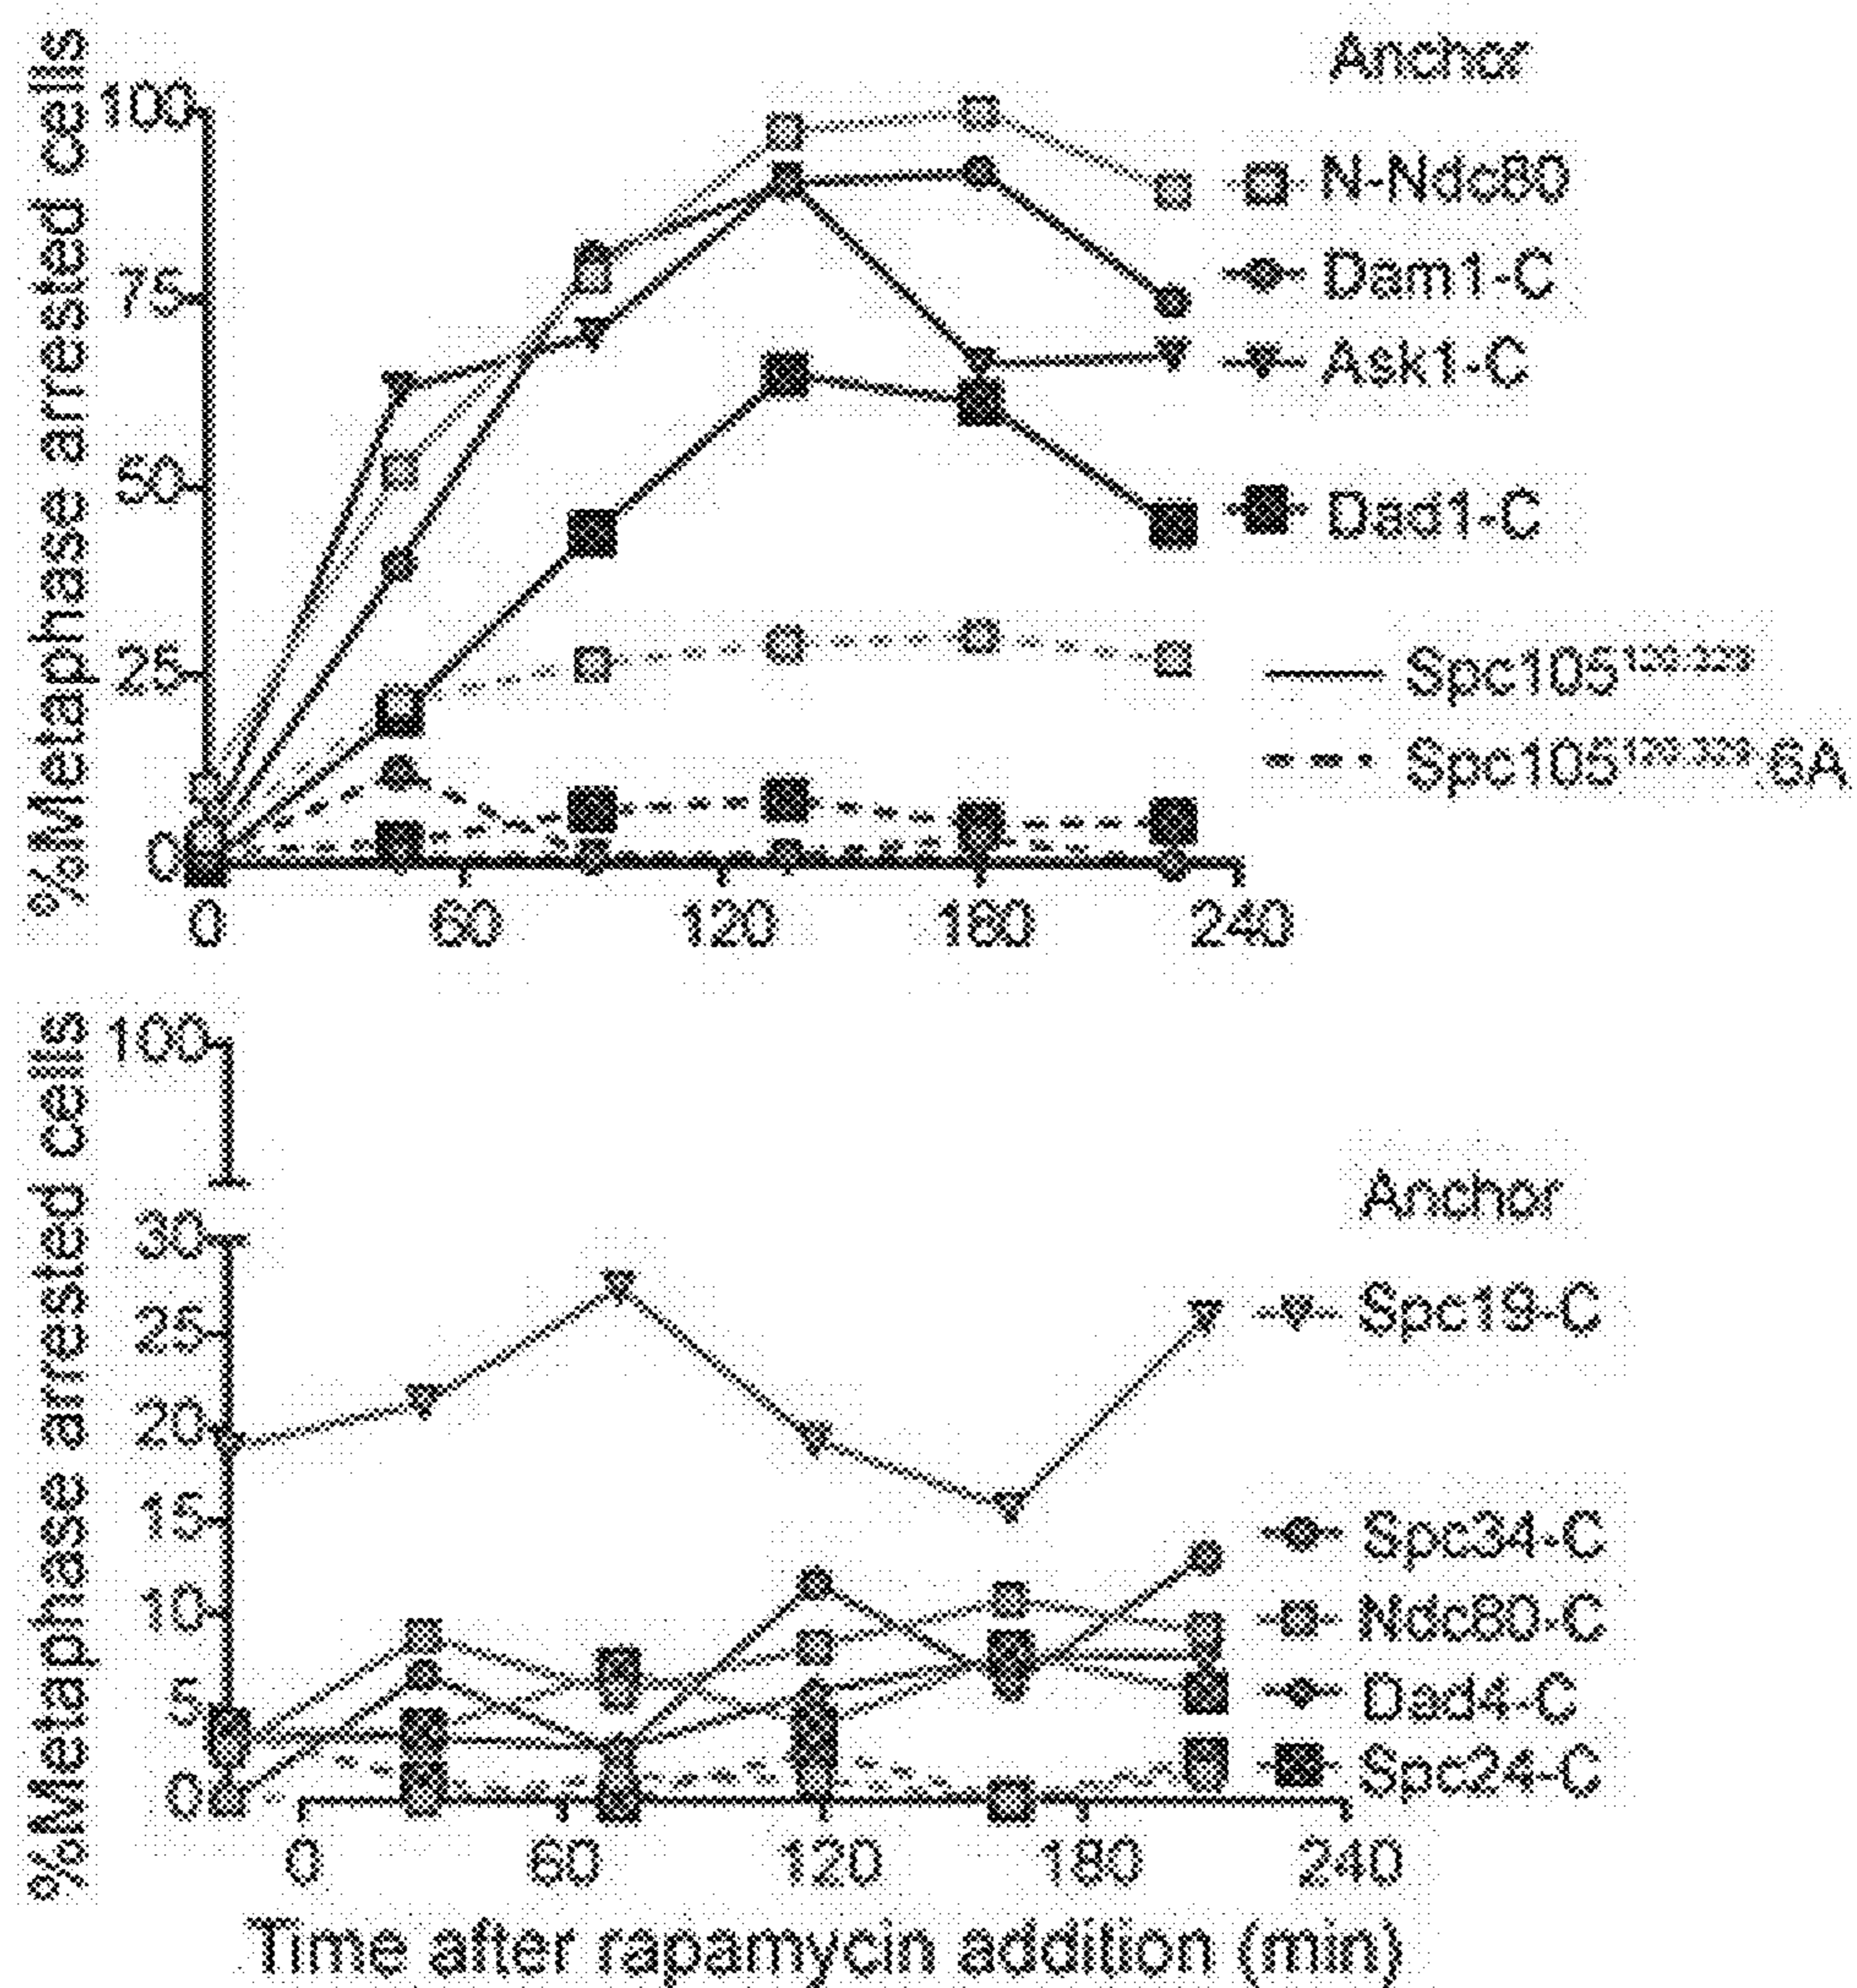 %Metaphase arrested cells
100
75
50
25
0
0 60 120 180 240
Anchor
N-Ndc80
Dam1-C
Ask1-C
Dad1-C
Spc105
Spc105 :6A
%Metaphase arrested cells
100
30
25
20
15
10
5
0
0 60 120 180 240
Anchor
Spc19-C
Spc34-C
Ndc80-C
Dad4-C
Spc24-C
Time after rapamycin addition (min)